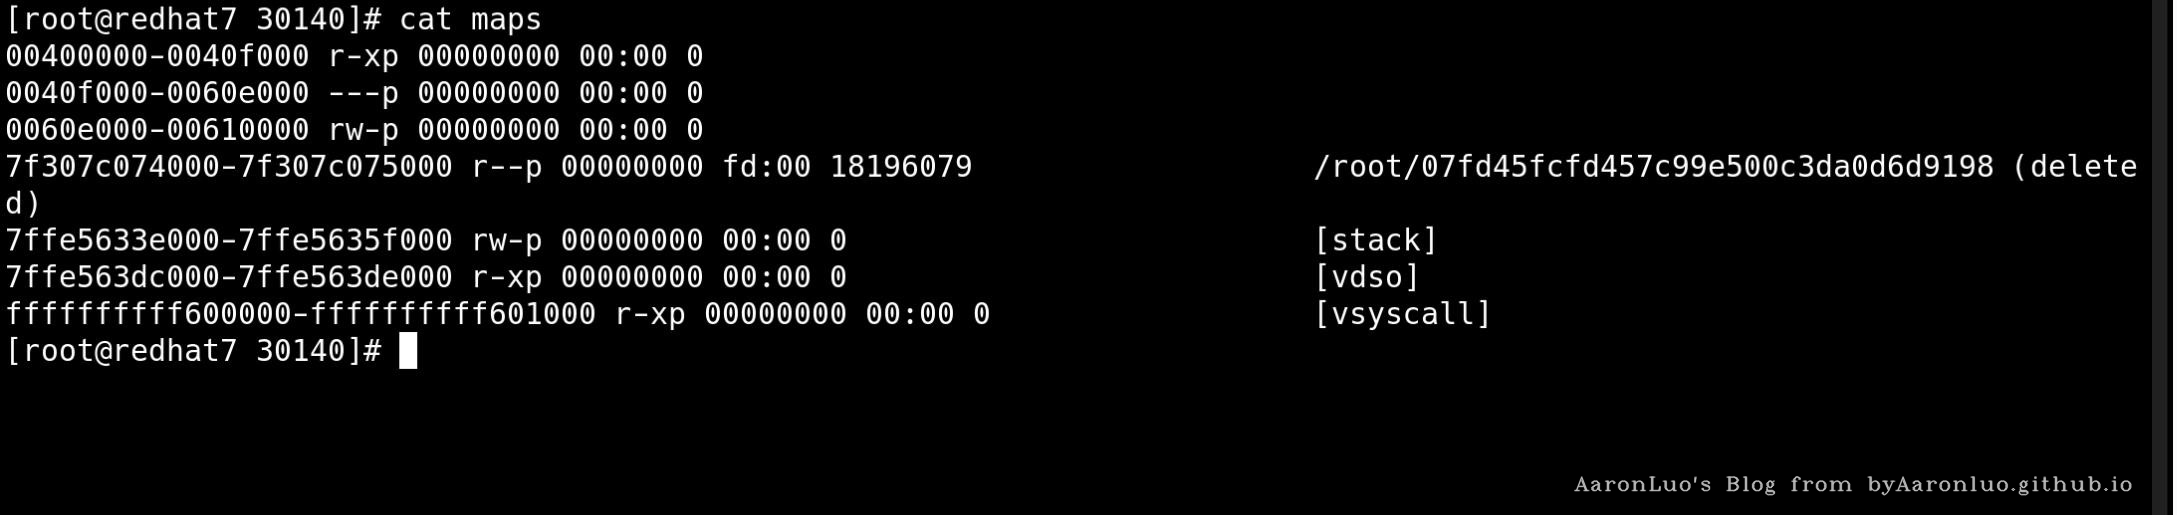 [root@redhat7 30140]# cat maps
00400000-0040f000 r-xp 00000000 00:00 0
0040f000-0060e000 ---p 00000000 00:00 0
0060e000-00610000 rw-p 00000000 00:00 0
7f307c074000-7f307c075000 r--p 00000000 fd:00 18196079 /root/07fd45fcfd457c99e500c3da0d6d9198 (delete
d)
7ffe5633e000-7ffe5635f000 rw-p 00000000 00:00 0 [stack]
7ffe563dc000-7ffe563de000 r-xp 00000000 00:00 0 [vdso]
ffffffffff600000-ffffffffff601000 r-xp 00000000 00:00 0 [vsyscall]
[root@redhat7 30140]#
AaronLuo's Blog from byAaronluo.github.io